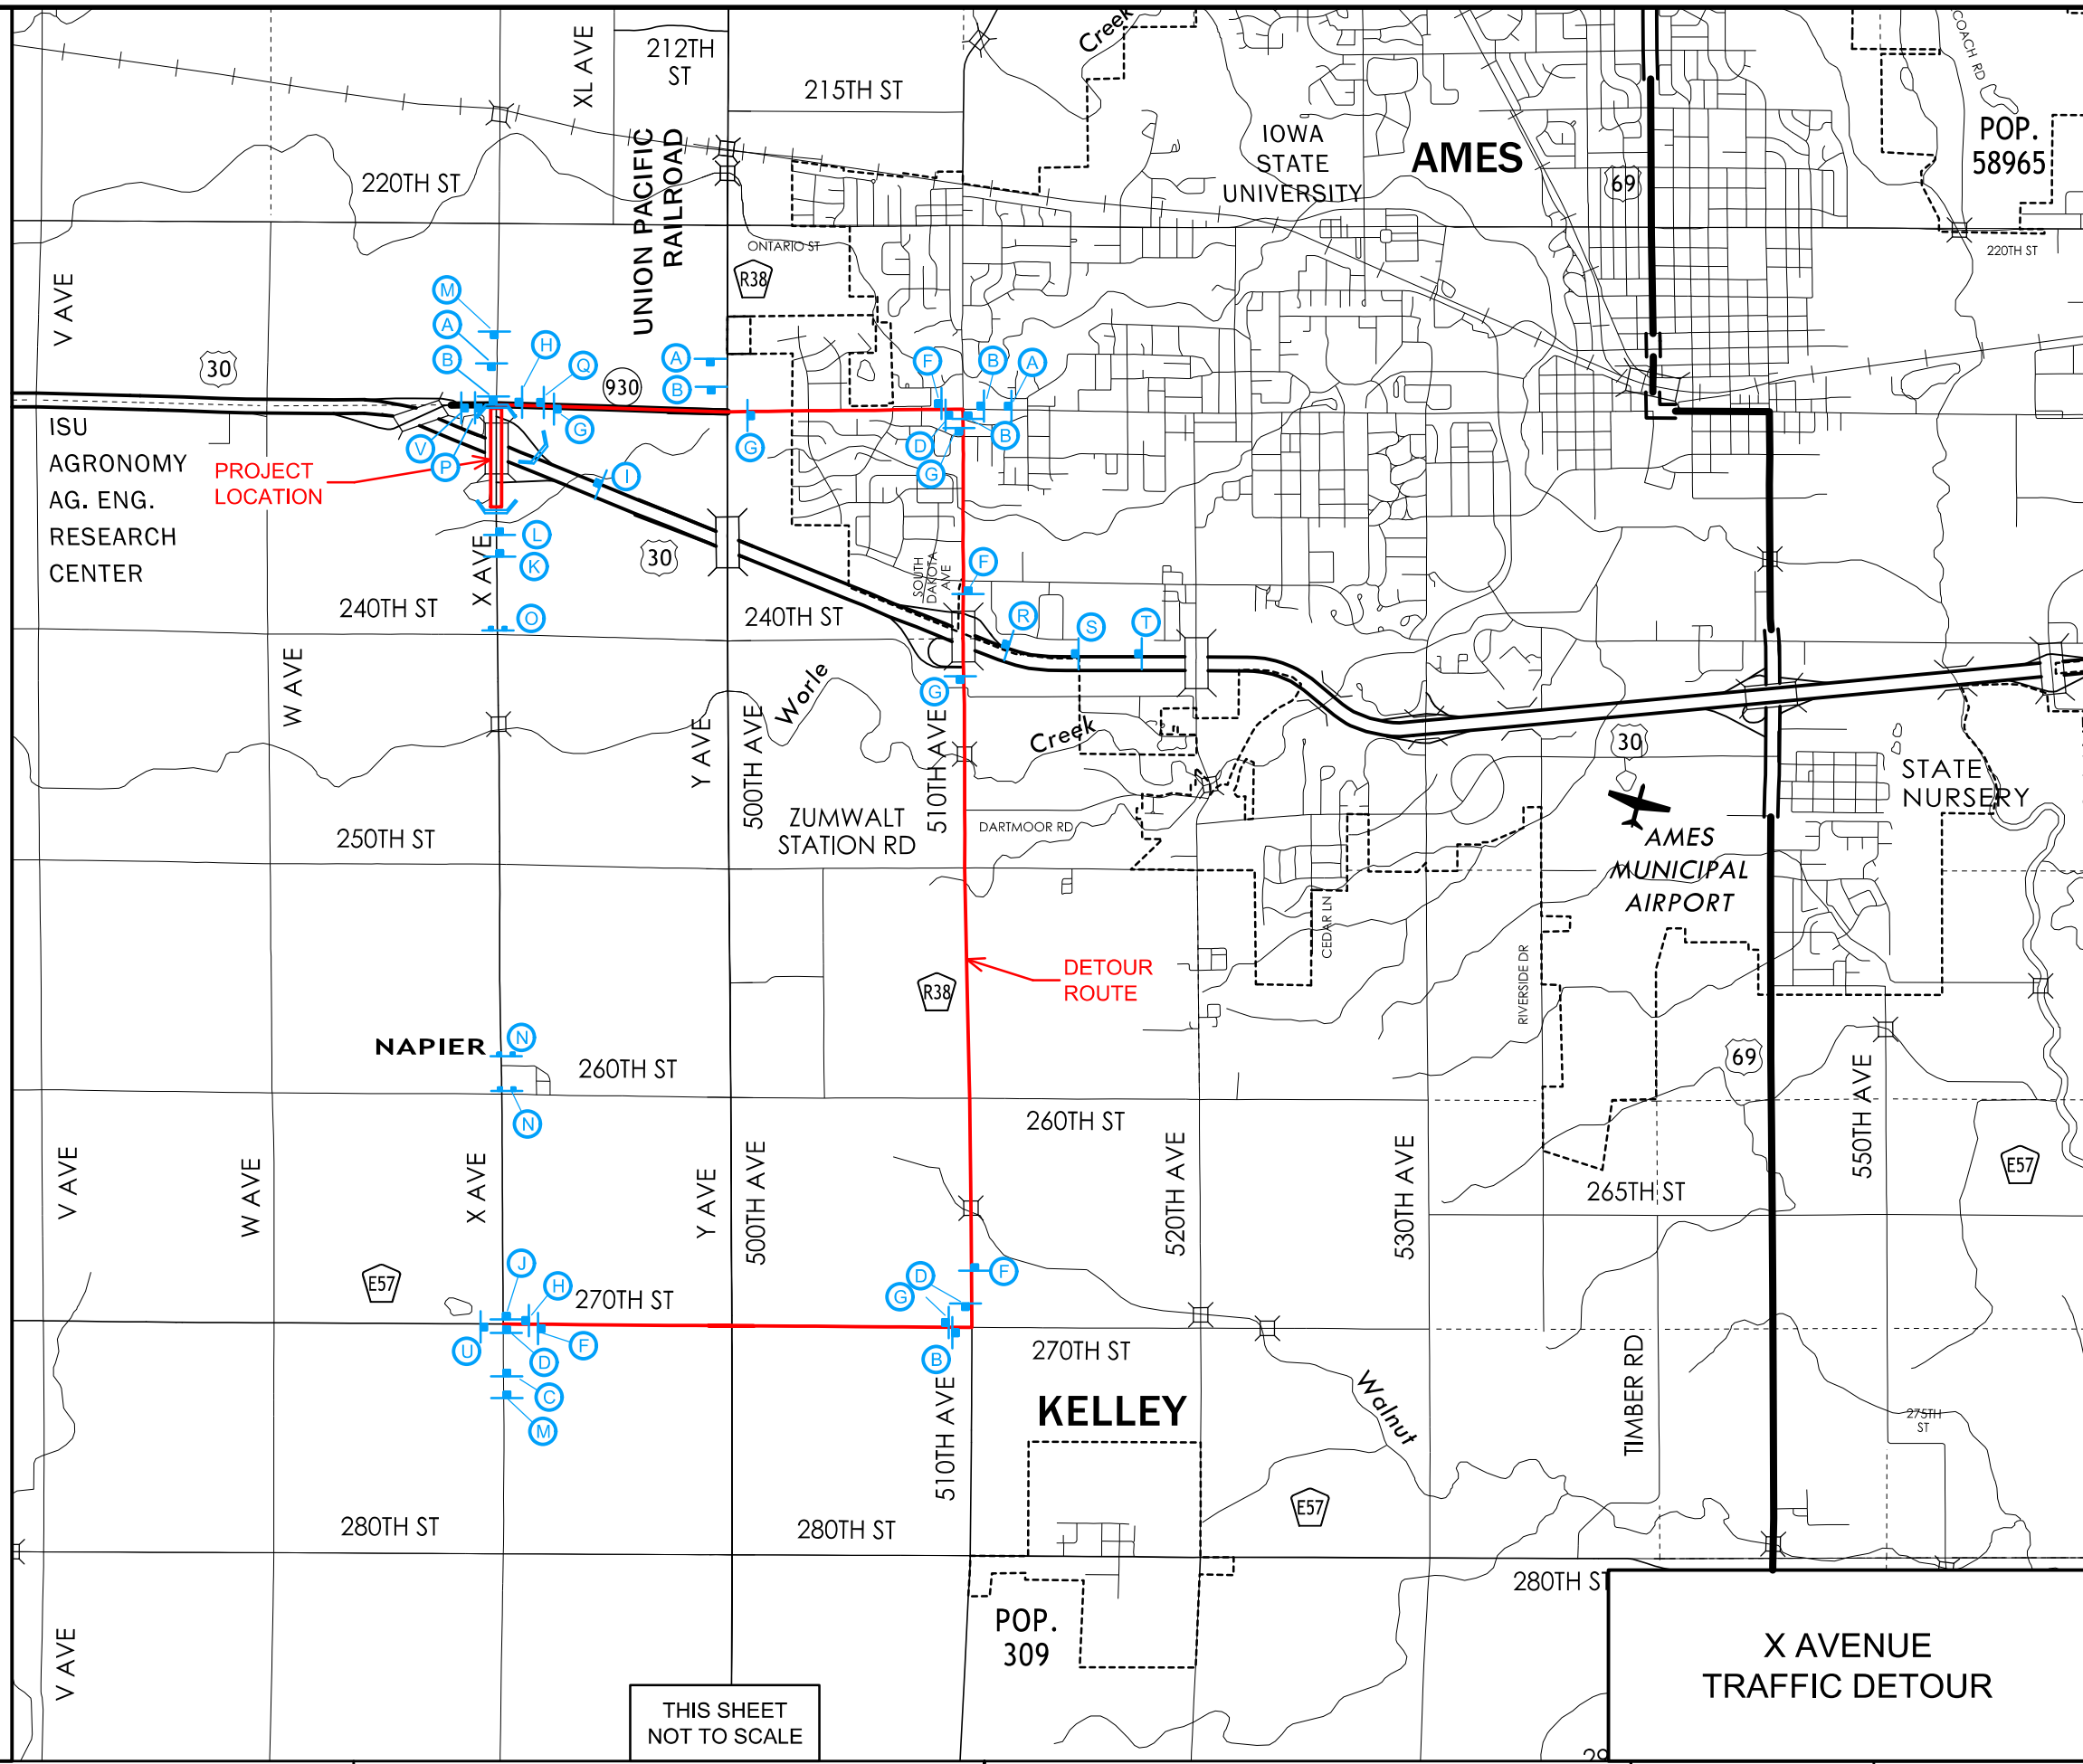 212TH
ST
XL AVE
215TH ST
Creek
COACH RD
IOWA
STATE
UNIVERSITY
AMES
POP.
58965
69
UNION PACIFIC
RAILROAD
220TH ST
ONTARIO ST
220TH ST
R38
V AVE
M
A
B
H
Q
A
B
F
B
A
30
930
G
G
D
B
G
V
P
I
ISU
AGRONOMY
AG. ENG.
RESEARCH
CENTER
PROJECT
LOCATION
L
K
X AVE
30
SOUTH
DAKOTA
AVE
F
240TH ST
O
240TH ST
R
S
T
W AVE
G
Worle
Creek
Y AVE
500TH AVE
510TH AVE
30
STATE
NURSERY
ZUMWALT
STATION RD
DARTMOOR RD
250TH ST
AMES
MUNICIPAL
AIRPORT
CEDAR LN
RIVERSIDE DR
DETOUR
ROUTE
R38
NAPIER
N
260TH ST
N
260TH ST
69
550TH AVE
E57
V AVE
W AVE
X AVE
Y AVE
500TH AVE
520TH AVE
530TH AVE
265TH ST
E57
J
H
270TH ST
G
D
F
U
D
F
B
270TH ST
C
M
510TH AVE
KELLEY
Walnut
TIMBER RD
275TH
ST
E57
280TH ST
280TH ST
280TH ST
POP.
309
V AVE
THIS SHEET
NOT TO SCALE
X AVENUE
TRAFFIC DETOUR